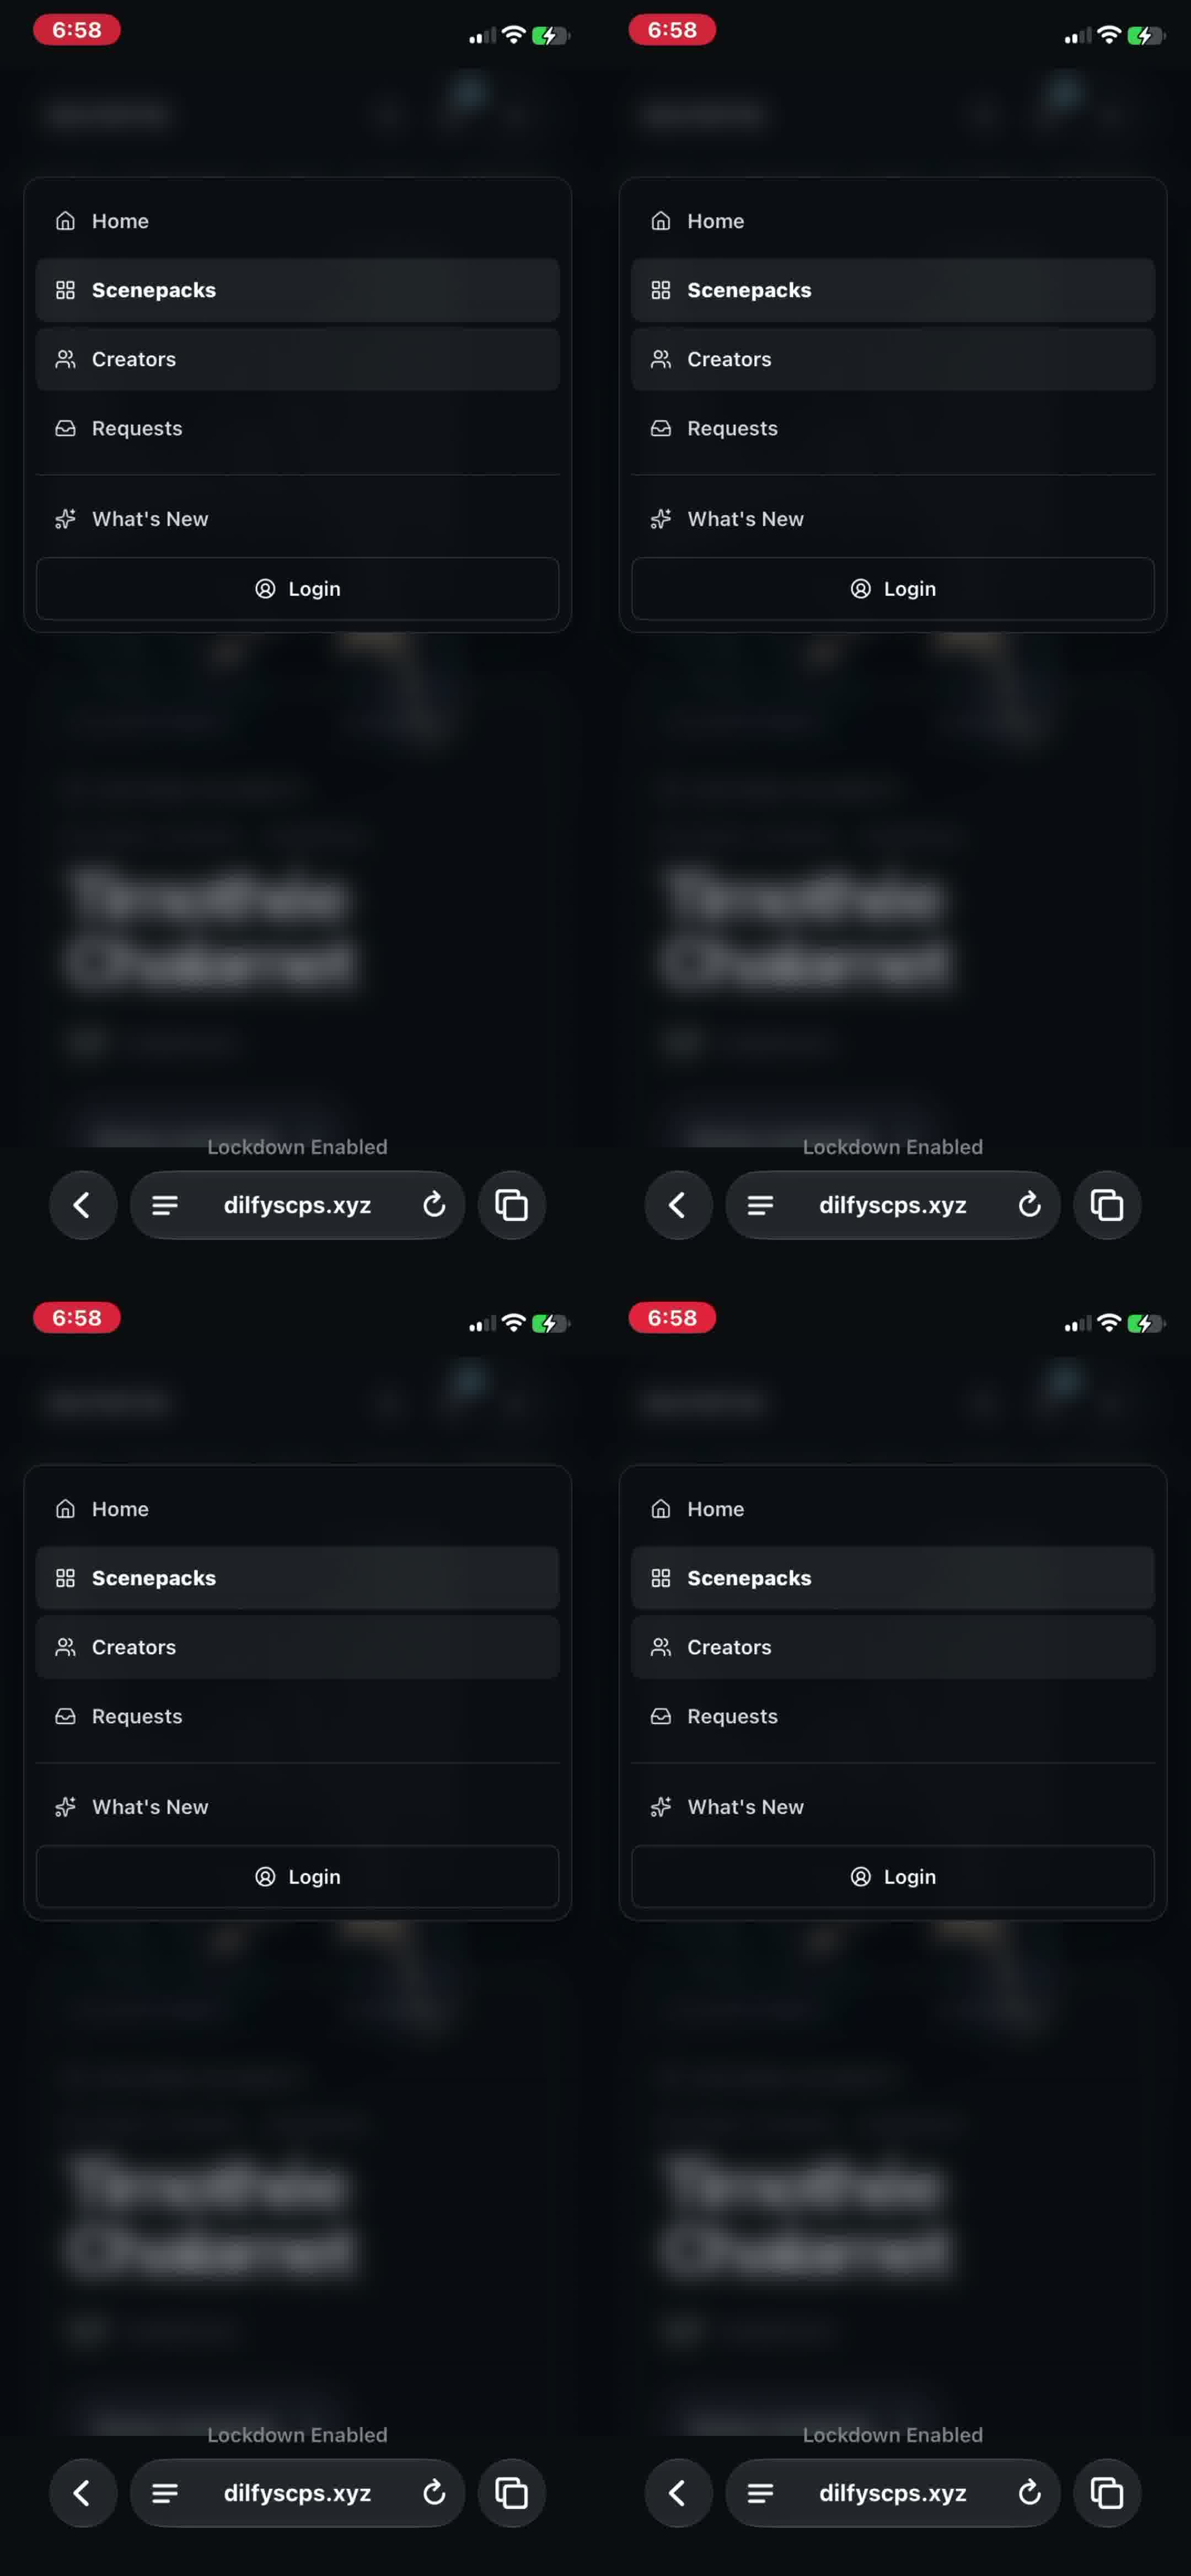 6:58
Home
Scenepacks
Creators
Requests
What's New
Login
Lockdown Enabled
dilfyscps.xyz
6:58
Home
Scenepacks
Creators
Requests
What's New
Login
Lockdown Enabled
dilfyscps.xyz
6:58
Home
Scenepacks
Creators
Requests
What's New
Login
Lockdown Enabled
dilfyscps.xyz
6:58
Home
Scenepacks
Creators
Requests
What's New
Login
Lockdown Enabled
dilfyscps.xyz